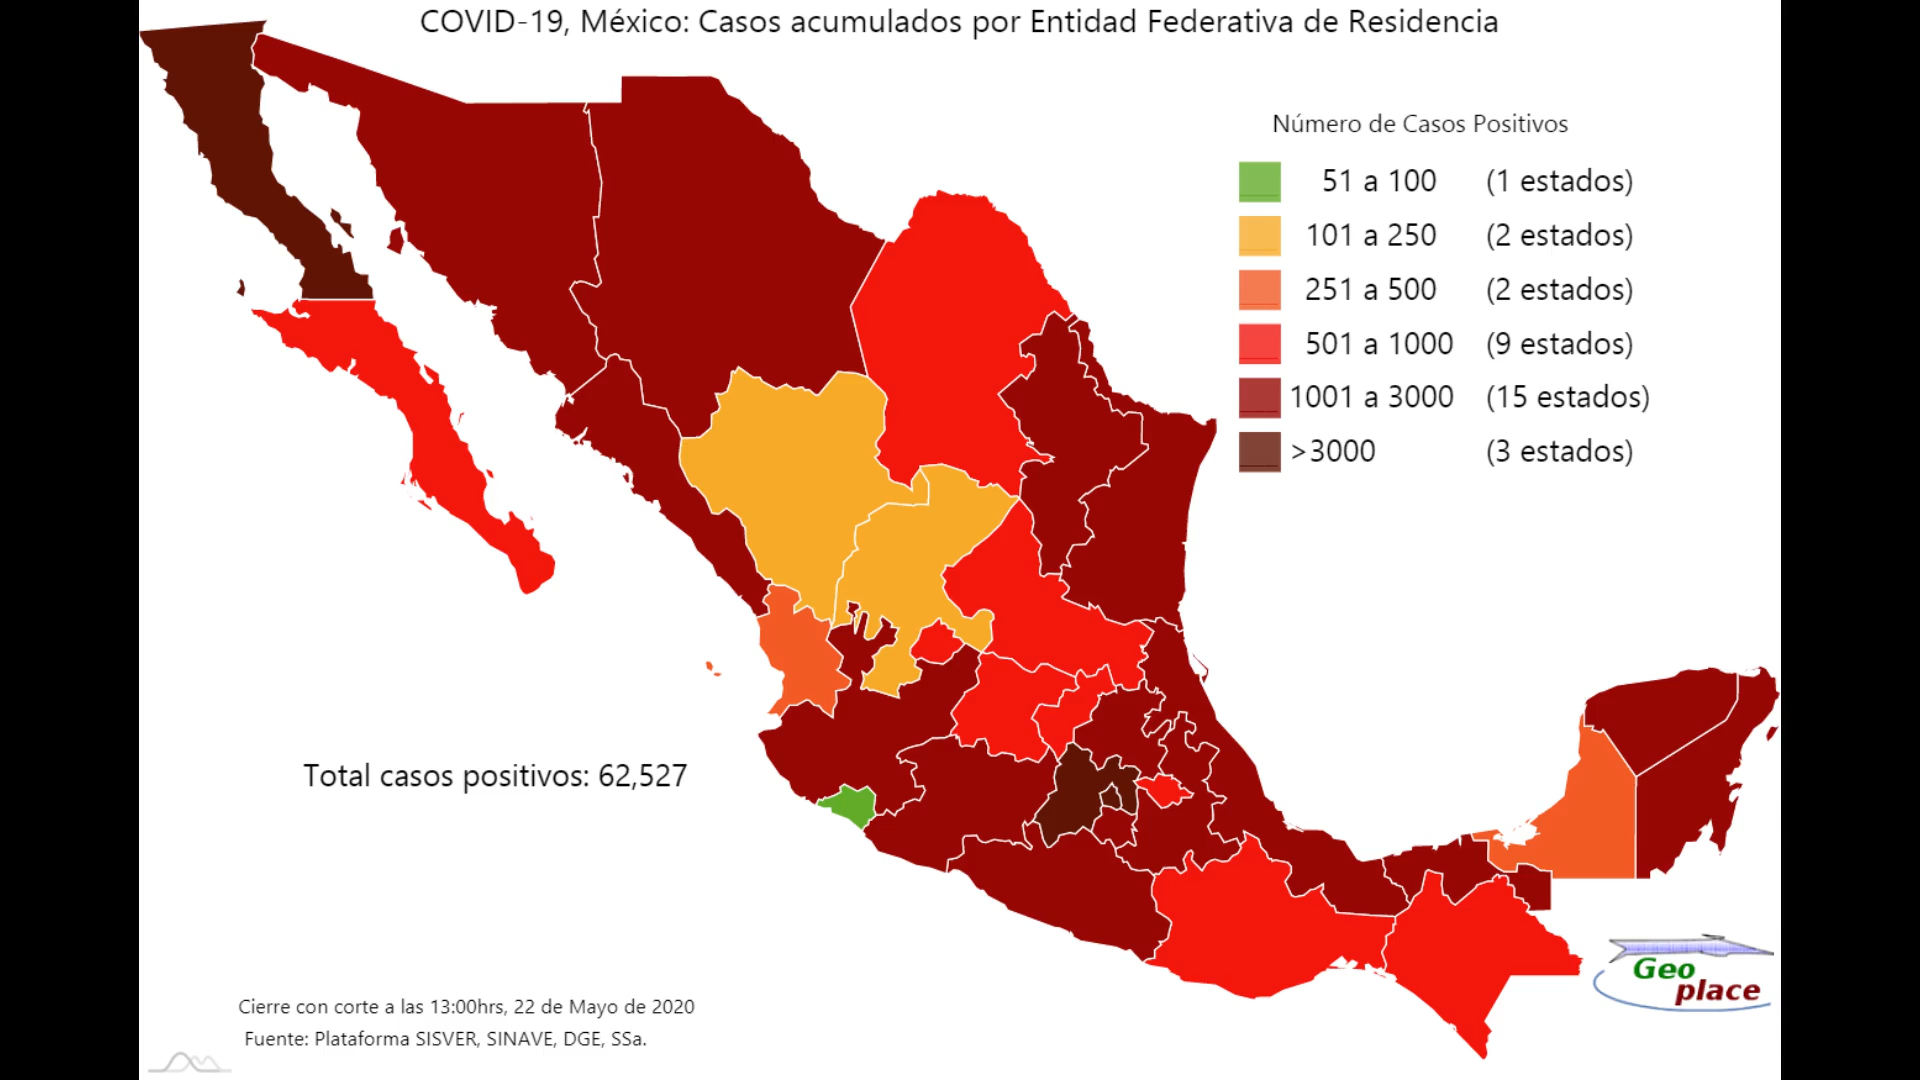 COVID-19, México: Casos acumulados por Entidad Federativa de Residencia
Número de Casos Positivos
51 a 100 (1 estados)
101 a 250 (2 estados)
251 a 500 (2 estados)
501 a 1000 (9 estados)
1001 a 3000 (15 estados)
>3000 (3 estados)
Total casos positivos: 62,527
Geo
place
Cierre con corte a las 13:00hrs, 22 de Mayo de 2020
Fuente: Plataforma SISVER, SINAVE, DGE, SSa.